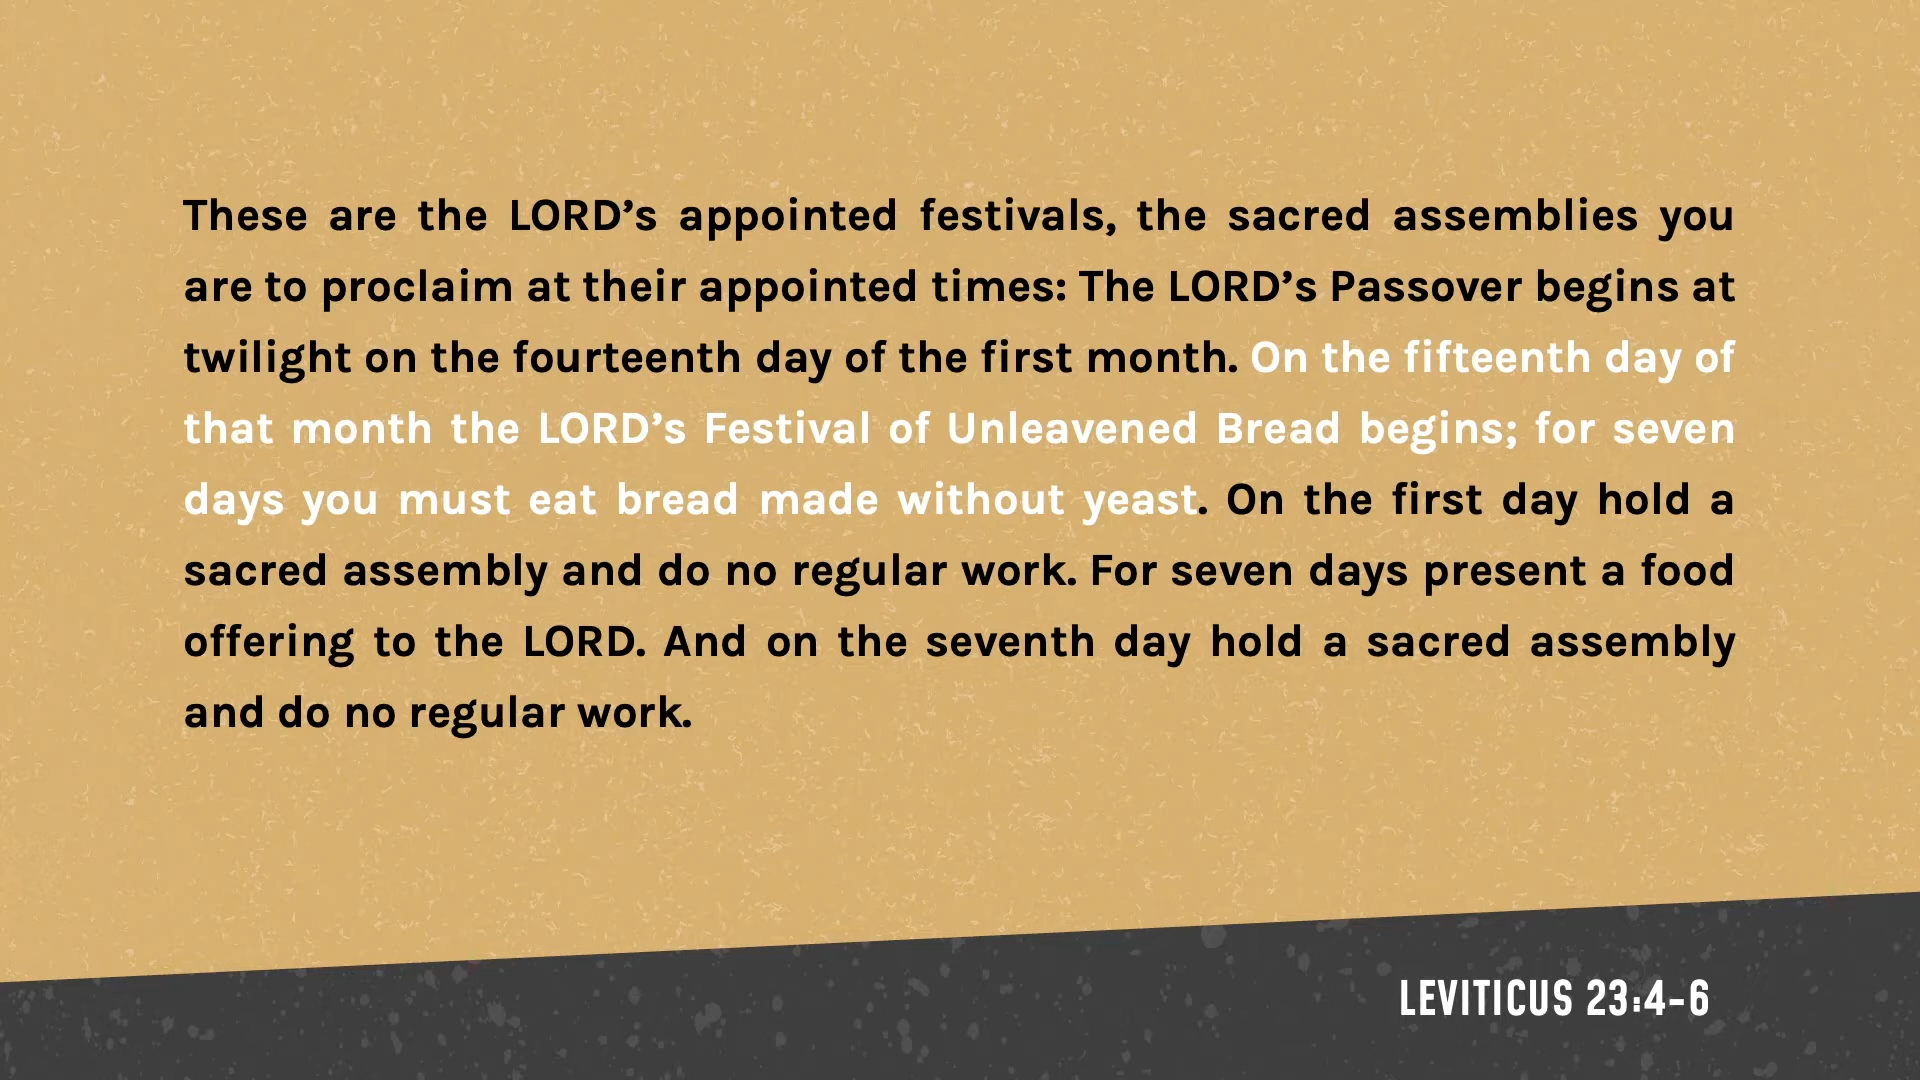 These are the LORD’s appointed festivals, the sacred assemblies you
are to proclaim at their appointed times: The LORD’s Passover begins at
twilight on the fourteenth day of the first month. On the fifteenth day of
that month the LORD’s Festival of Unleavened Bread begins; for seven
days you must eat bread made without yeast. On the first day hold a
sacred assembly and do no regular work. For seven days present a food
offering to the LORD. And on the seventh day hold a sacred assembly
and do no regular work.
LEVITICUS 23:4-6